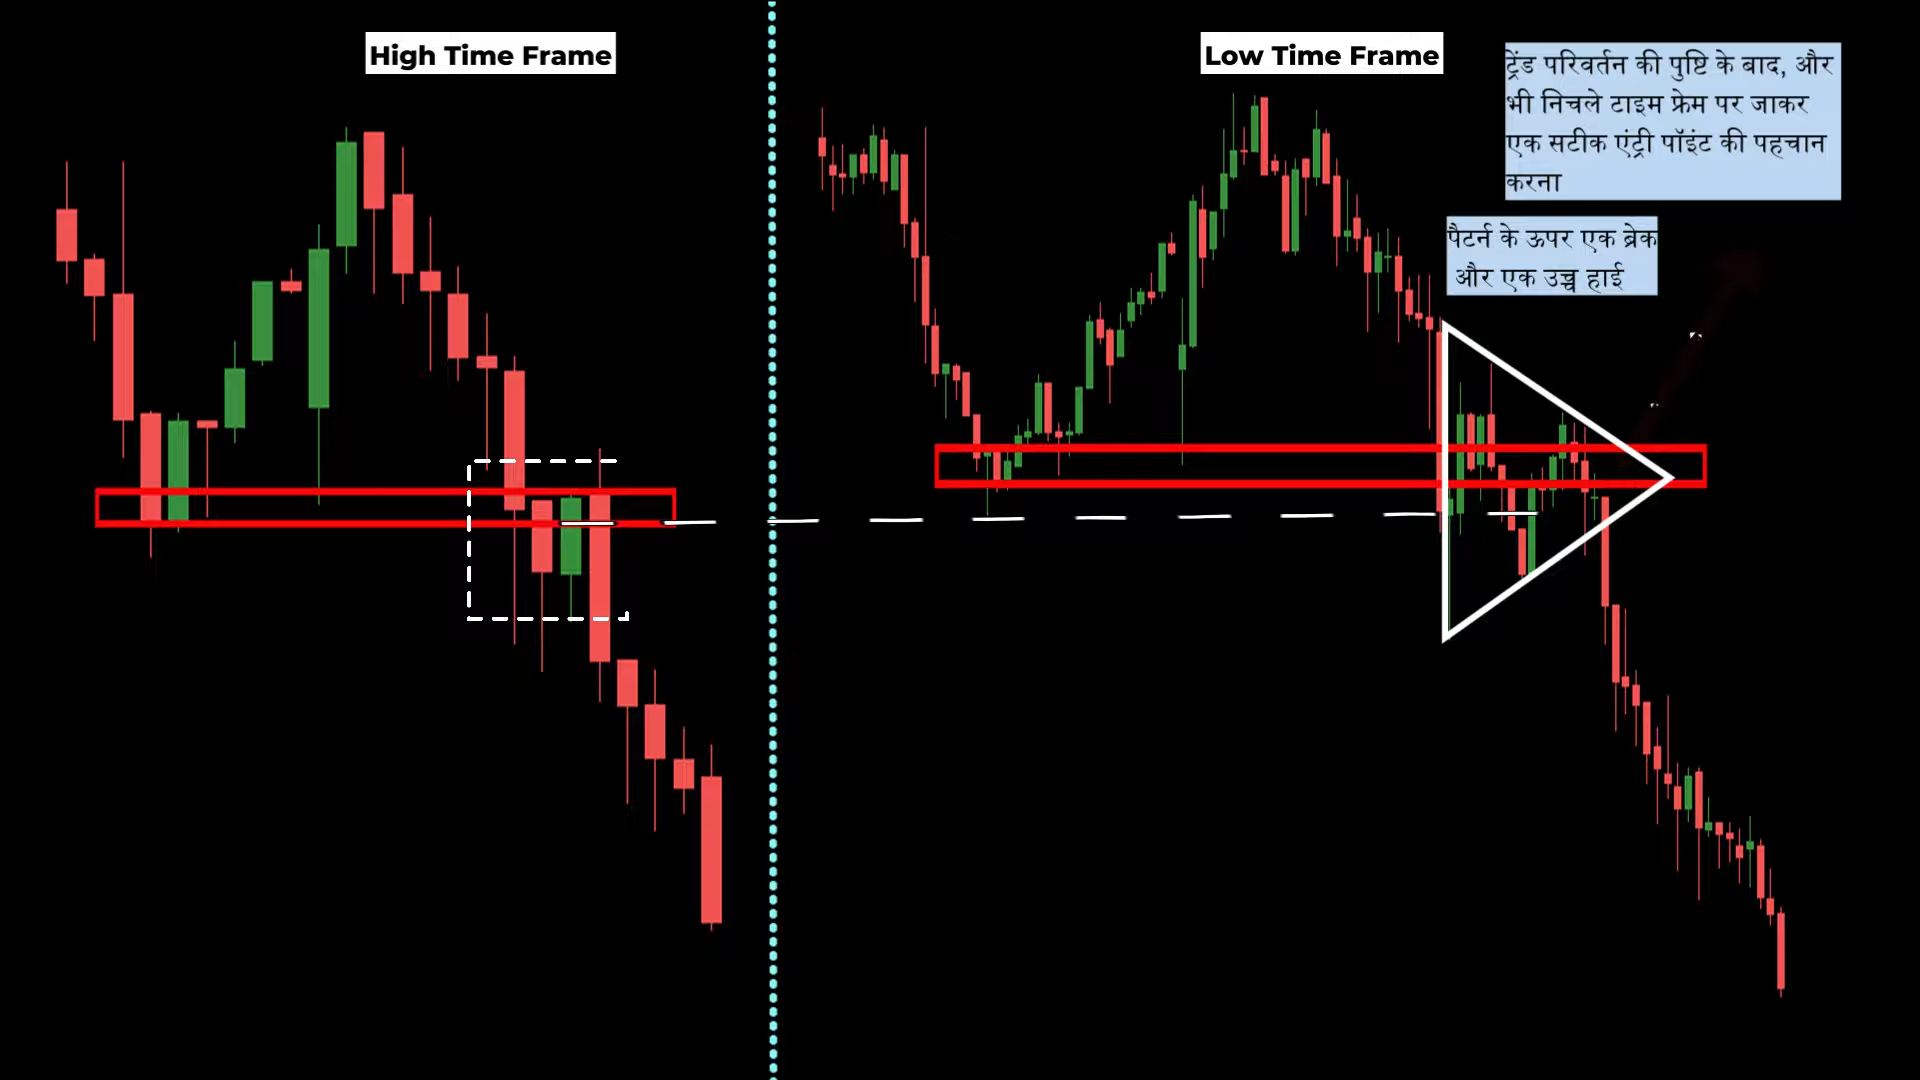 High Time Frame
Low Time Frame
ट्रेंड परिवर्तन की पुष्टि के बाद, और
भी निचले टाइम फ्रेम पर जाकर
एक सटीक एंट्री पॉइंट की पहचान
करना
पैटर्न के ऊपर एक ब्रेक
और एक उच्च हाई